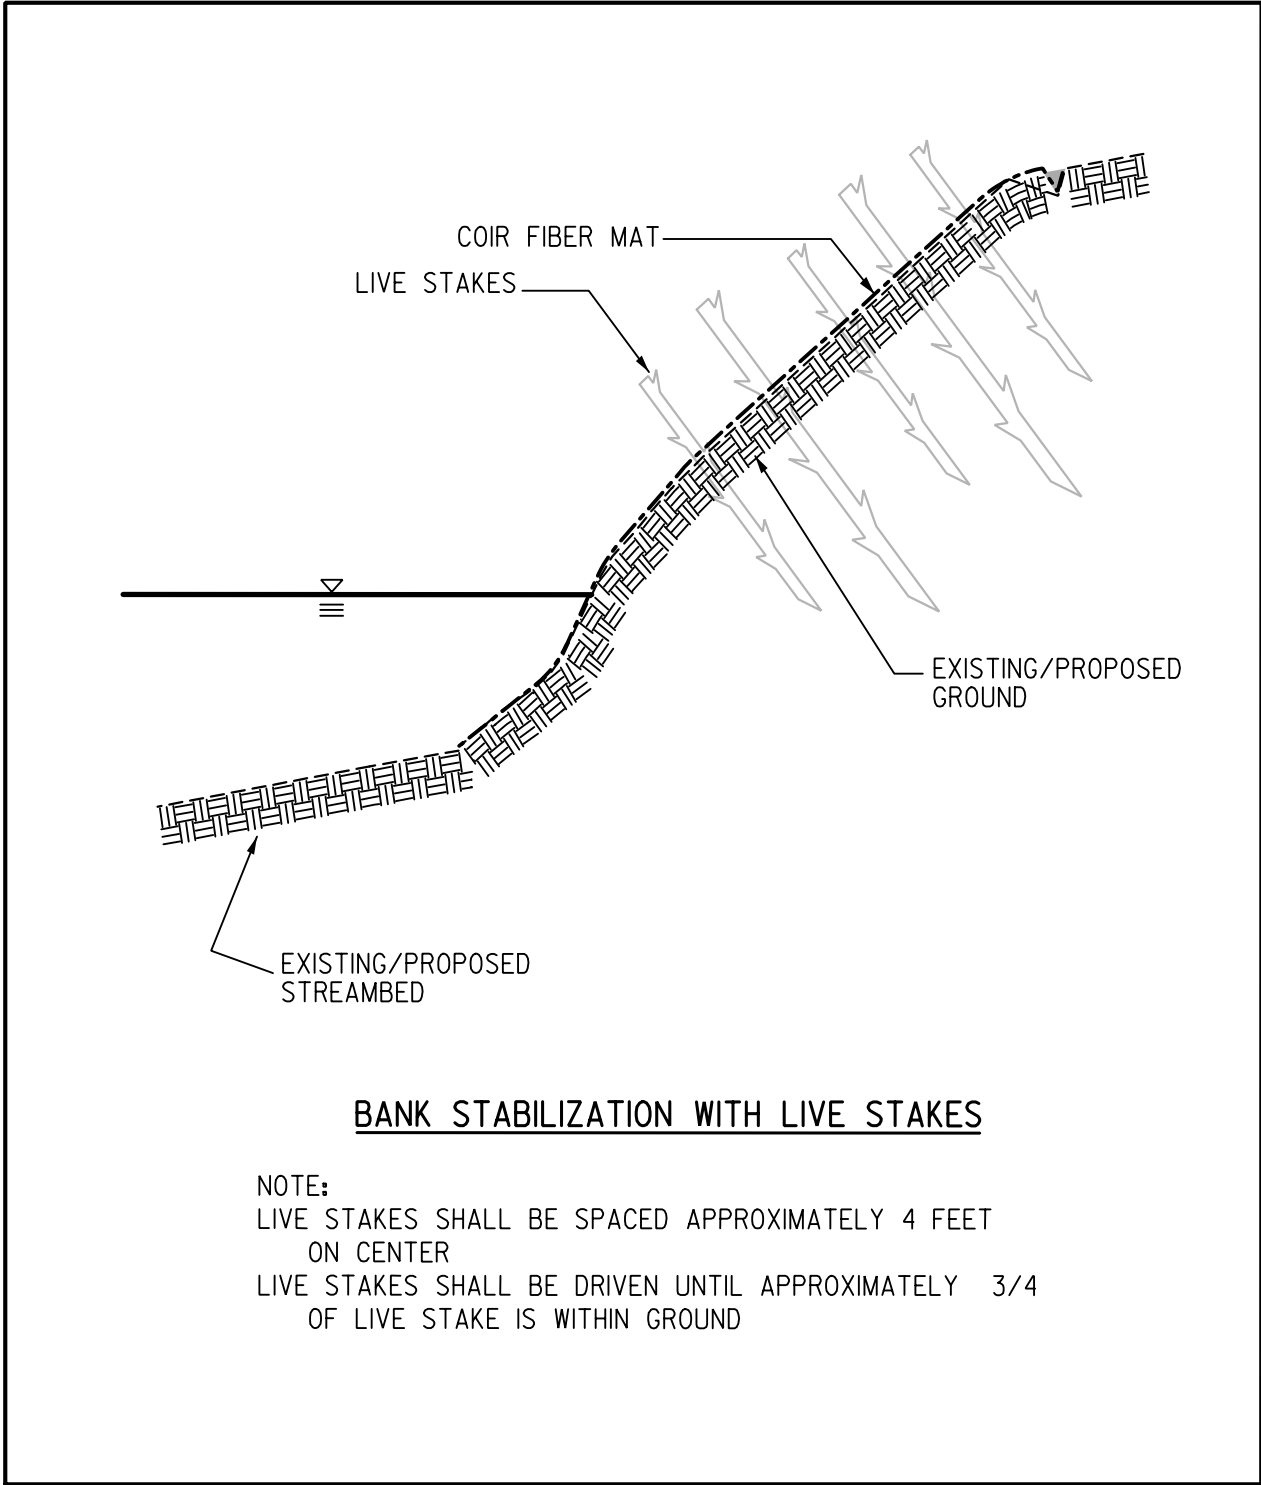 COIR FIBER MAT
LIVE STAKES
EXISTING/PROPOSED
GROUND
EXISTING/PROPOSED
STREAMBED
BANK STABILIZATION WITH LIVE STAKES
NOTE:
LIVE STAKES SHALL BE SPACED APPROXIMATELY 4 FEET
ON CENTER
LIVE STAKES SHALL BE DRIVEN UNTIL APPROXIMATELY 3/4
OF LIVE STAKE IS WITHIN GROUND